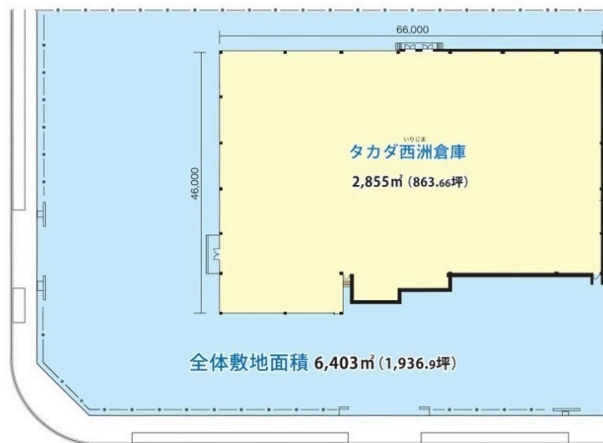 66,000
46,000
いりじま
タカダ西洲倉庫
2,855㎡(863.66坪)
全体敷地面積 6,403㎡(1,936.9坪)